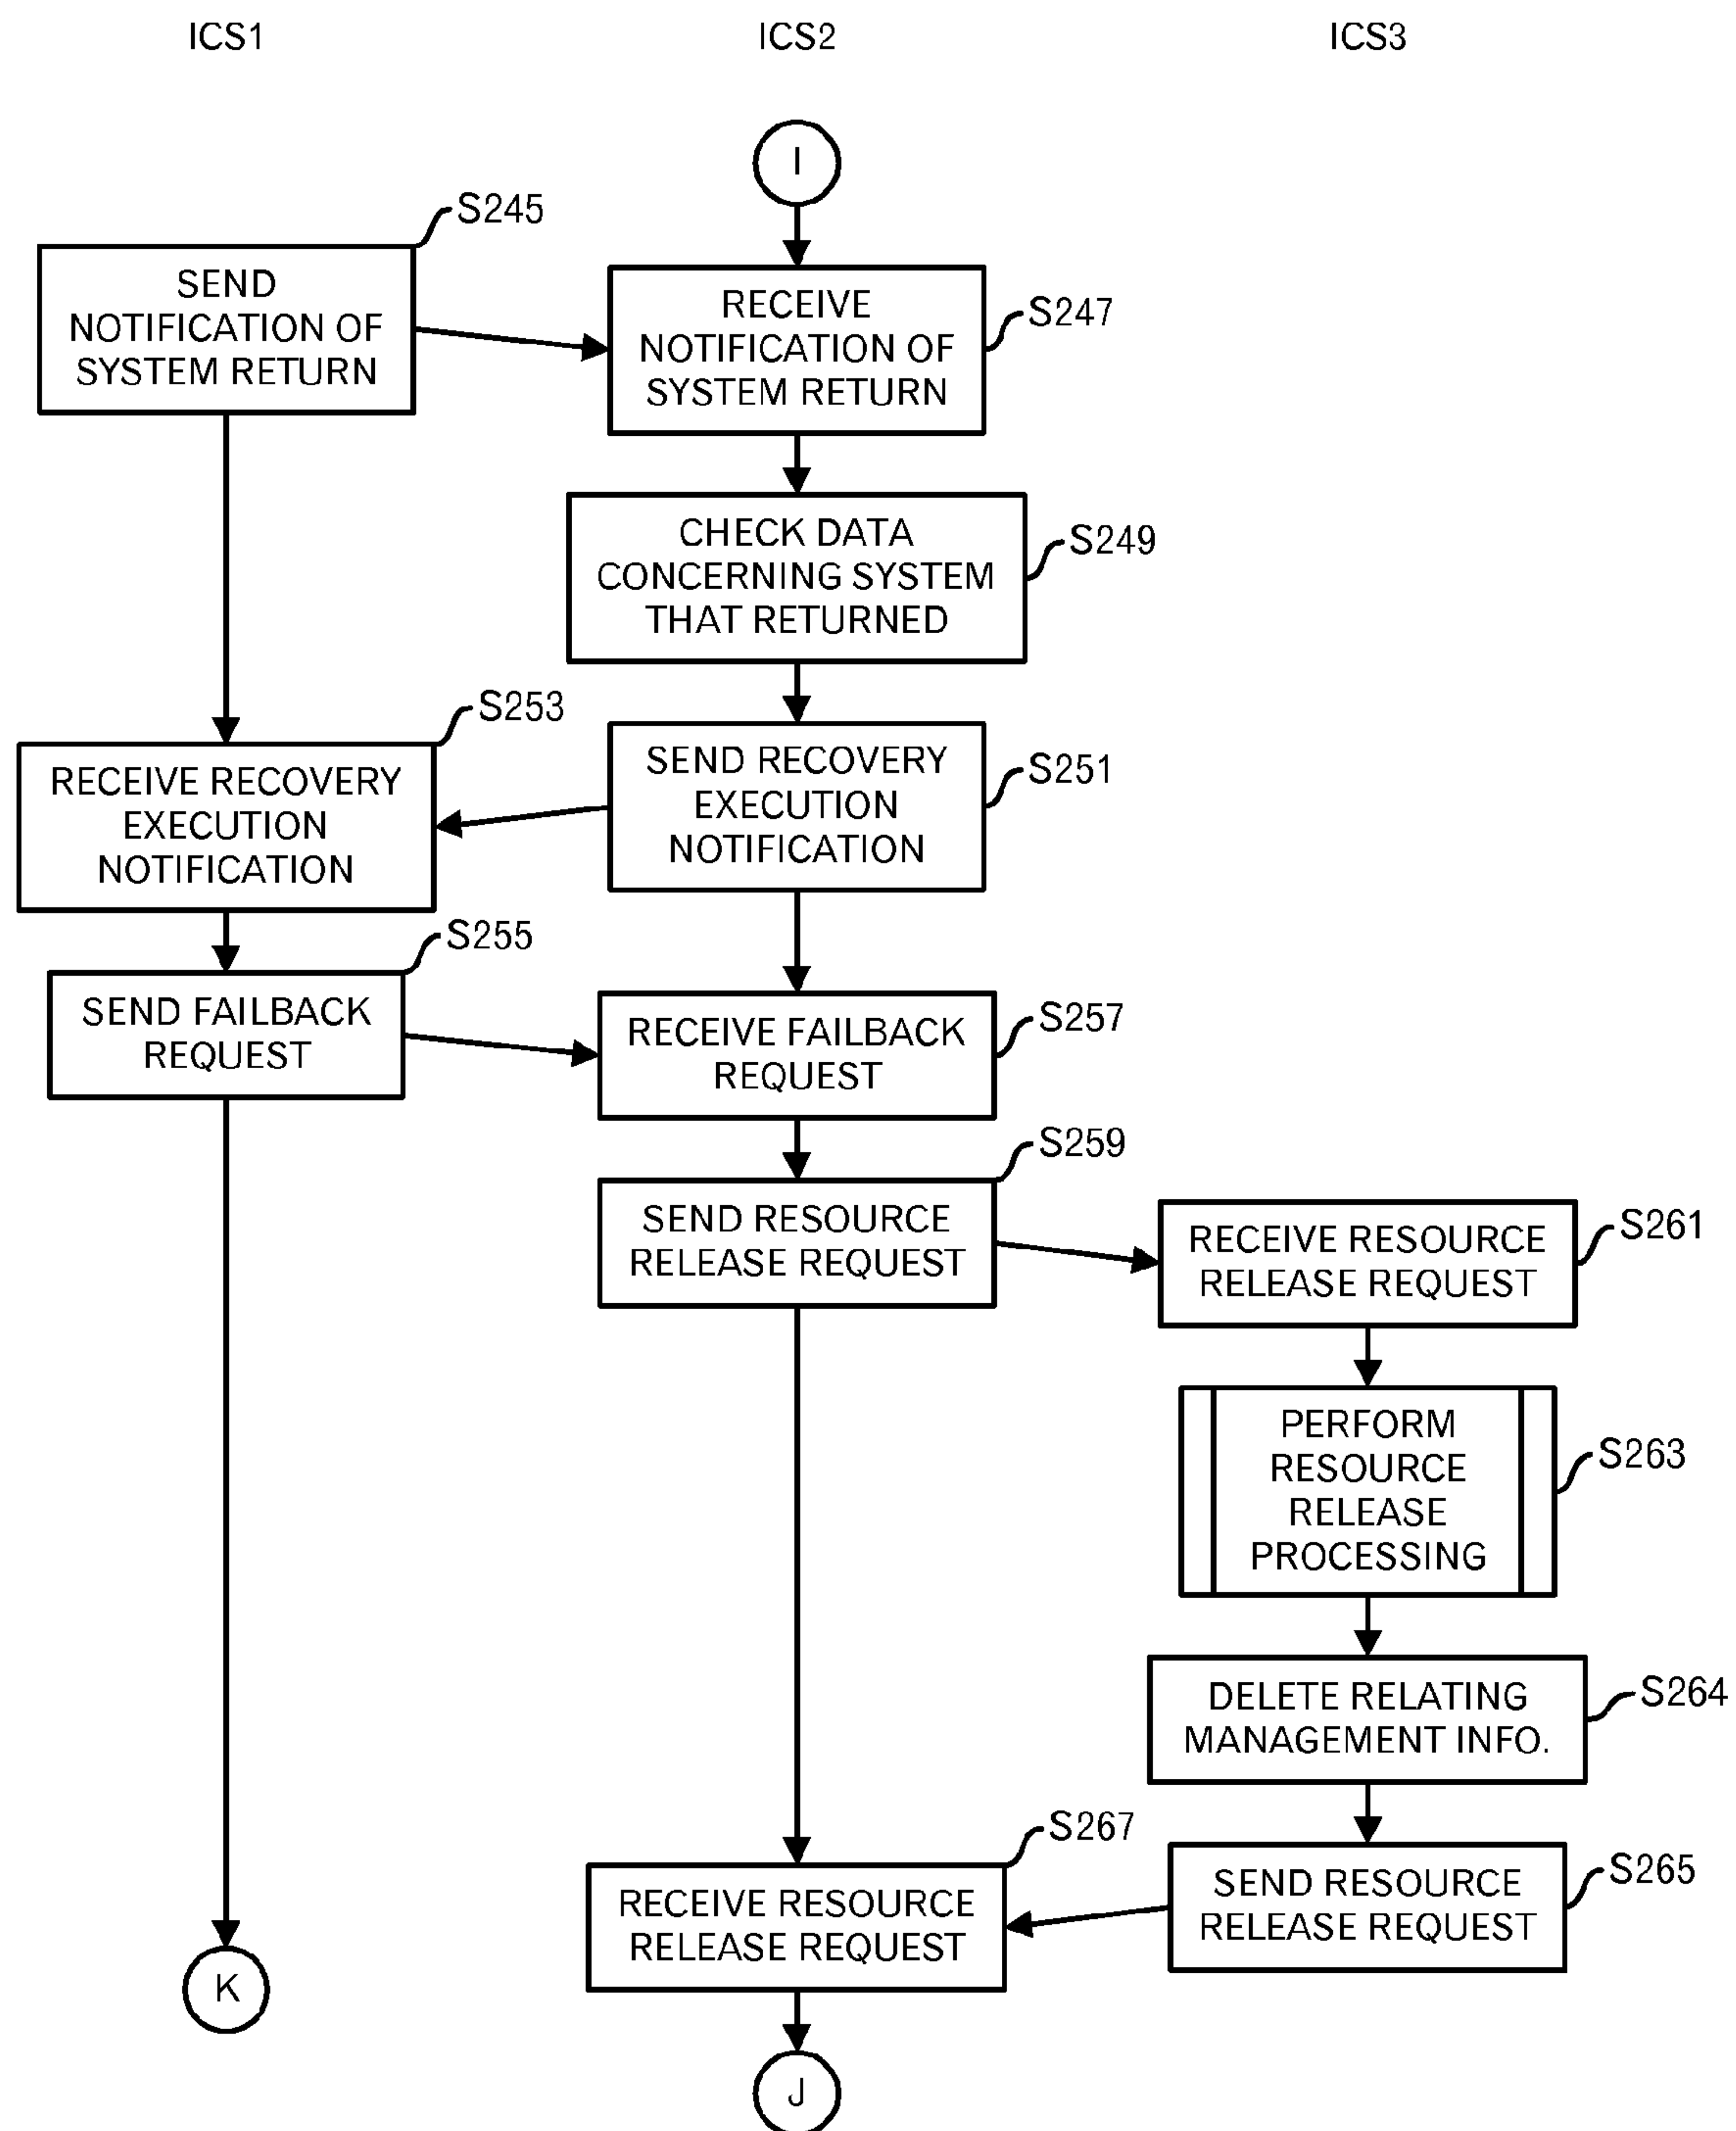 ICS1
ICS2
ICS3
I
S245
SEND
NOTIFICATION OF
SYSTEM RETURN
RECEIVE
NOTIFICATION OF
SYSTEM RETURN
S247
CHECK DATA
CONCERNING SYSTEM
THAT RETURNED
S249
S253
RECEIVE RECOVERY
EXECUTION
NOTIFICATION
SEND RECOVERY
EXECUTION
NOTIFICATION
S251
S255
SEND FAILBACK
REQUEST
RECEIVE FAILBACK
REQUEST
S257
S259
SEND RESOURCE
RELEASE REQUEST
RECEIVE RESOURCE
RELEASE REQUEST
S261
PERFORM
RESOURCE
RELEASE
PROCESSING
S263
DELETE RELATING
MANAGEMENT INFO.
S264
S267
RECEIVE RESOURCE
RELEASE REQUEST
SEND RESOURCE
RELEASE REQUEST
S265
K
J